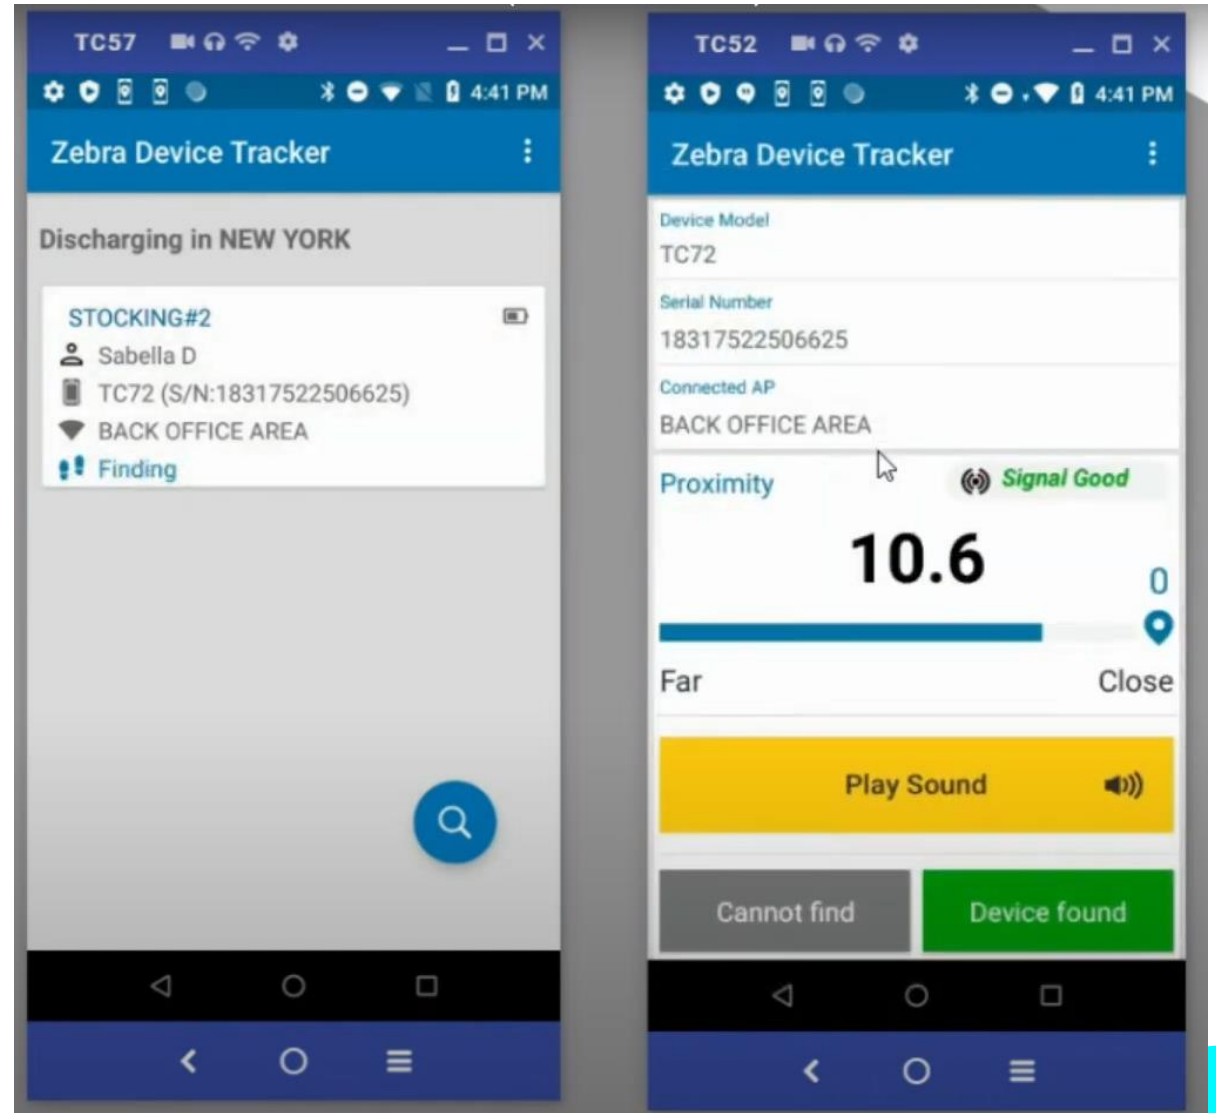 TC57
4:41 PM
Zebra Device Tracker
Discharging in NEW YORK
STOCKING#2
Sabella D
TC72 (S/N:18317522506625)
BACK OFFICE AREA
Finding
TC52
4:41 PM
Zebra Device Tracker
Device Model
TC72
Serial Number
18317522506625
Connected AP
BACK OFFICE AREA
Proximity
Signal Good
10.6
0
Far
Close
Play Sound
Cannot find
Device found